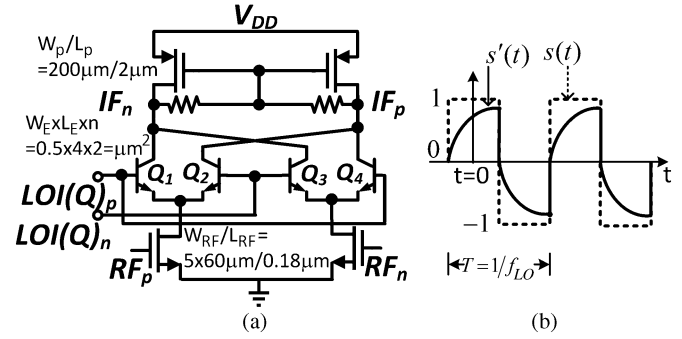 V_DD
W_p/L_p
=200μm/2μm
IF_n
IF_p
W_ExL_Exn
=0.5x4x2=μm^2
Q_1
Q_2
Q_3
Q_4
LOI(Q)_p
LOI(Q)_n
W_RF/L_RF=
5x60μm/0.18μm
RF_p
RF_n
(a)
(b)
s'(t)
s(t)
1
0
t=0
t
−1
T = 1/f_LO